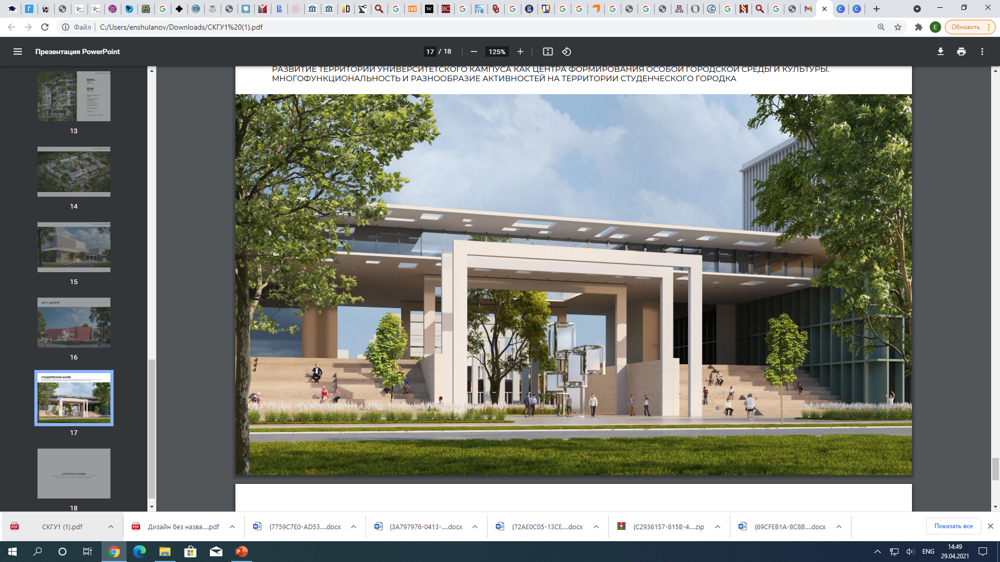 Файл
C:/Users/enshulanov/Downloads/СКГУ1%20(1).pdf
Обновить
Презентация PowerPoint
17 / 18
125%
РАЗВИТИЕ ТЕРРИТОРИИ УНИВЕРСИТЕТСКОГО КАМПУСА КАК ЦЕНТРА ФОРМИРОВАНИЯ ОСОБОЙ ГОРОДСКОЙ СРЕДЫ И КУЛЬТУРЫ.
МНОГОФУНКЦИОНАЛЬНОСТЬ И РАЗНООБРАЗИЕ АКТИВНОСТЕЙ НА ТЕРРИТОРИИ СТУДЕНЧЕСКОГО ГОРОДКА
13
14
15
АРТ-ЦЕНТР
16
СТУДЕНЧЕСКАЯ АЛЛЕЯ
17
18
СКГУ1 (1).pdf
Дизайн без назва....pdf
{7759C7E0-AD53....docx
{3A797976-0413-....docx
{72AE0C05-13CE....docx
{C2936157-815B-4....zip
{69CFEB1A-8C8B....docx
Показать все
ENG
14:49
29.04.2021